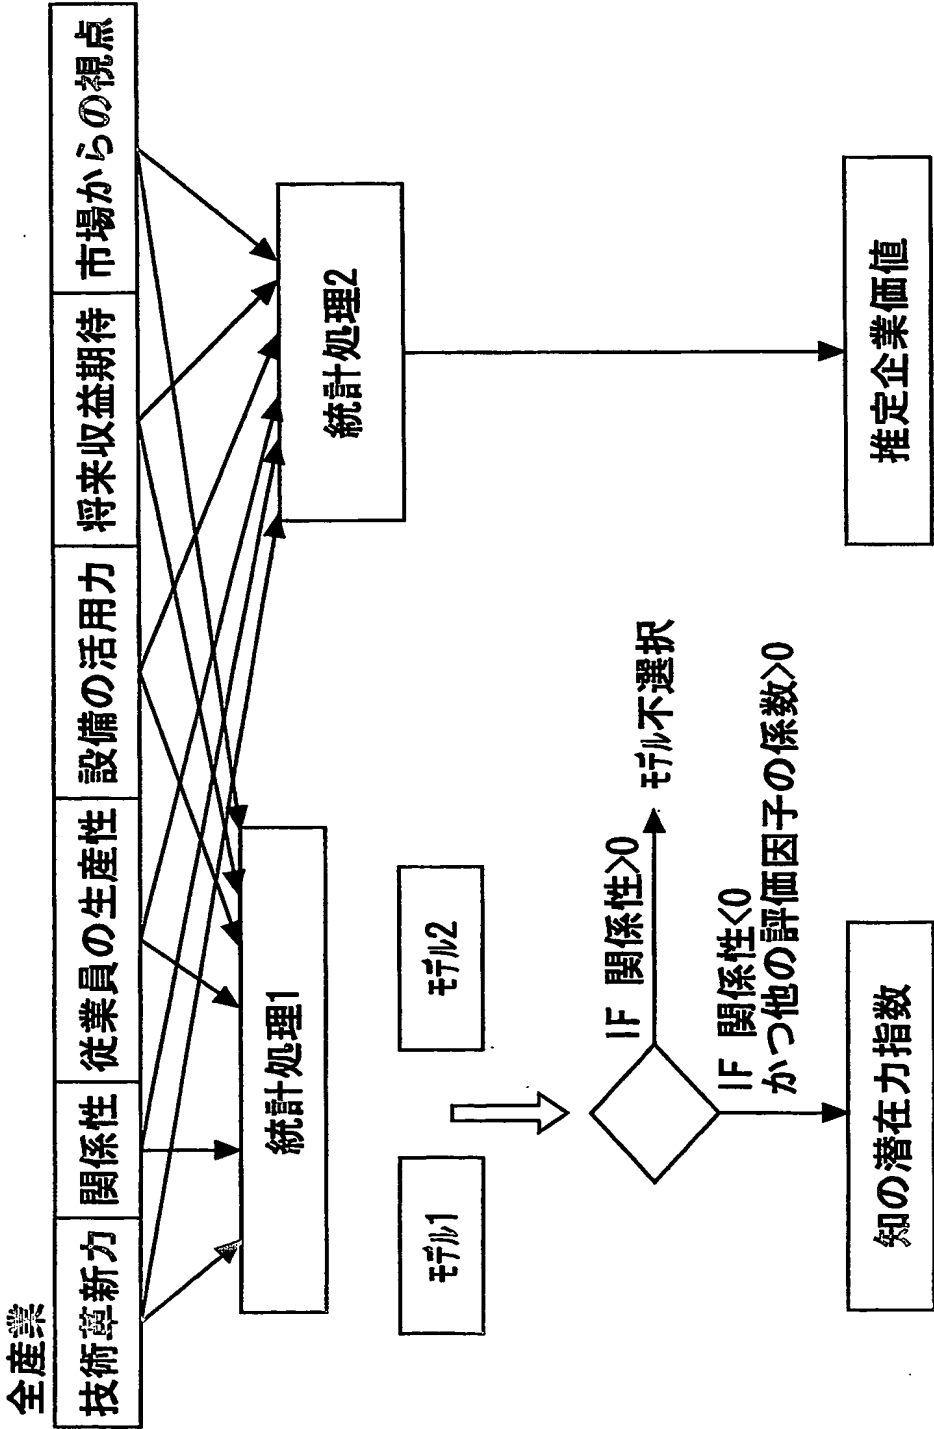 全産業
技術革新力
関係性
従業員の生産性
設備の活用力
将来収益期待
市場からの視点
統計処理1
統計処理2
モデル1
モデル2
IF 関係性>0
モデル不選択
IF 関係性<0
かつ他の評価因子の係数>0
知の潜在力指数
推定企業価値